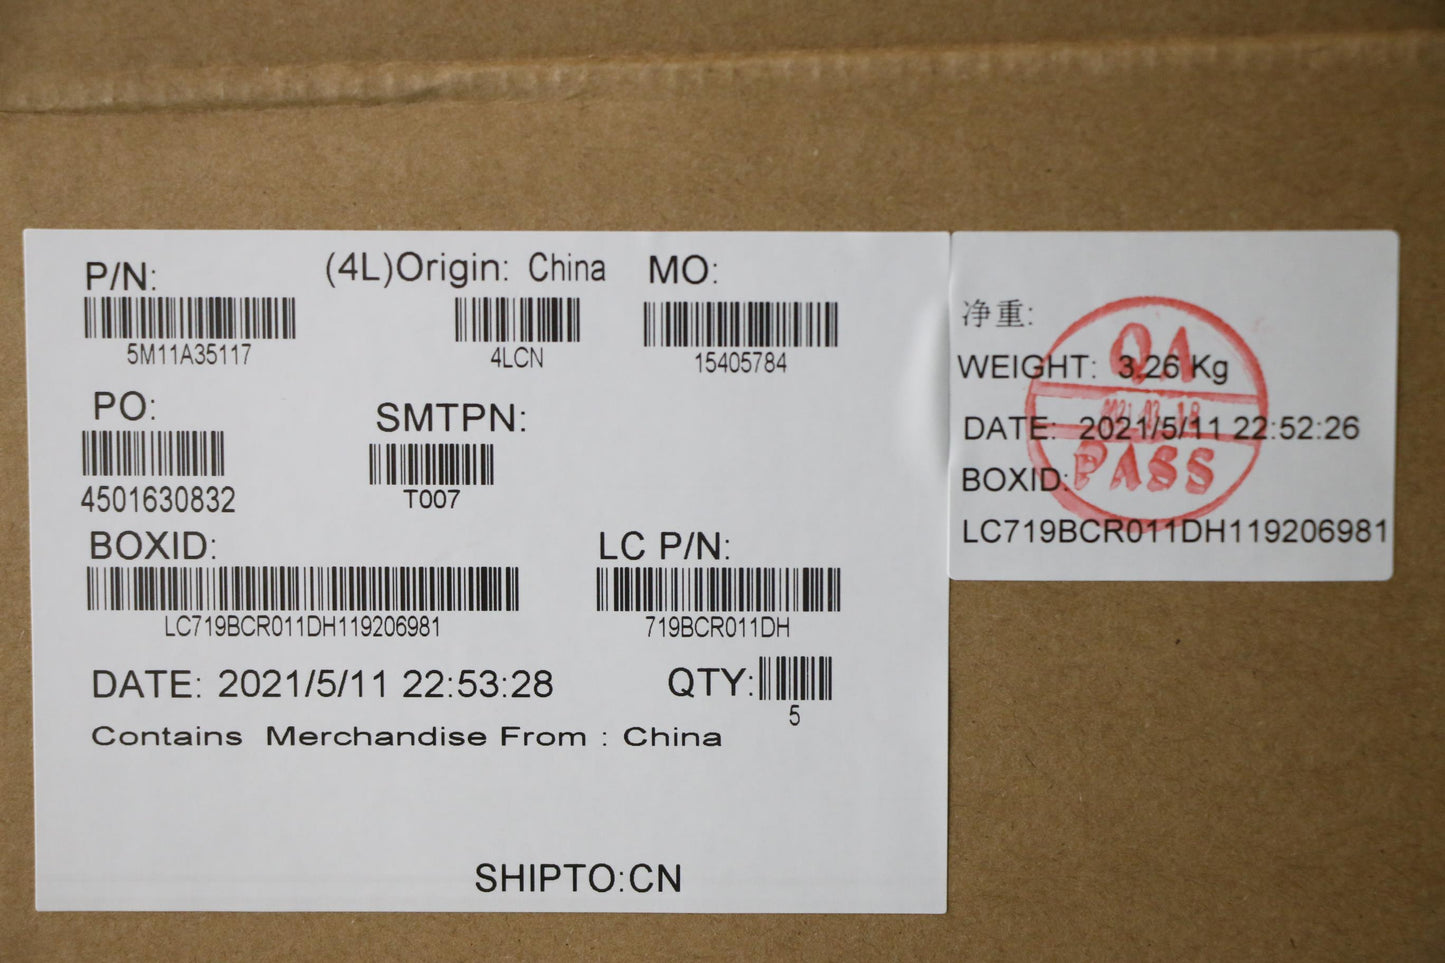 P/N:
(4L)Origin: China
MO:
5M11A35117
4LCN
15405784
PO:
SMTPN:
4501630832
T007
BOXID:
LC P/N:
LC719BCR011DH119206981
719BCR011DH
DATE: 2021/5/11 22:53:28
QTY:
5
Contains Merchandise From : China
SHIPTO:CN
净重:
WEIGHT: 3.26 Kg
DATE: 2021/5/11 22:52:26
BOXID:
LC719BCR011DH119206981
QA
PASS